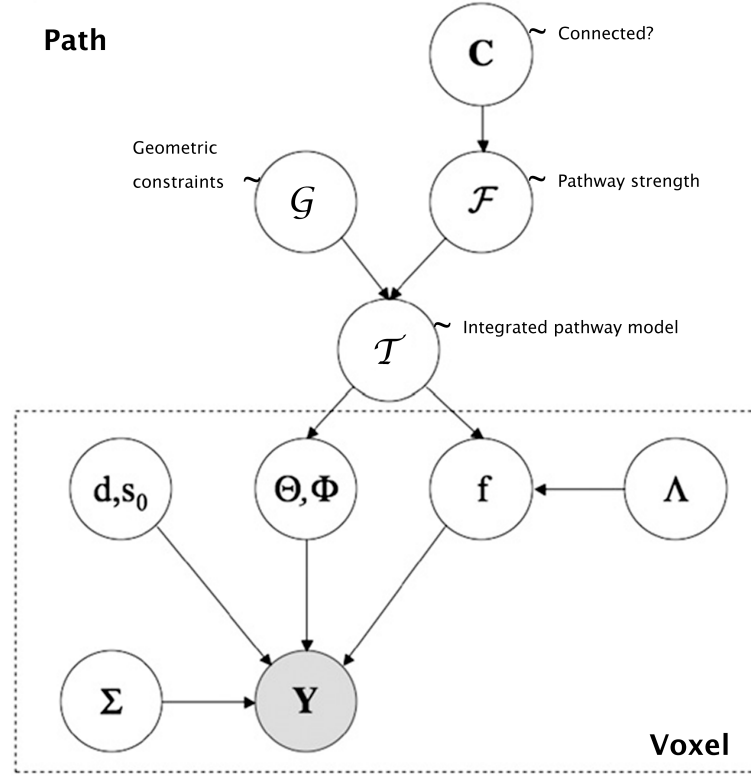 Path
C
~ Connected?
Geometric
constraints ~
𝒢
ℱ
~ Pathway strength
𝒯
~ Integrated pathway model
d,s₀
Θ,Φ
f
Λ
Σ
Y
Voxel